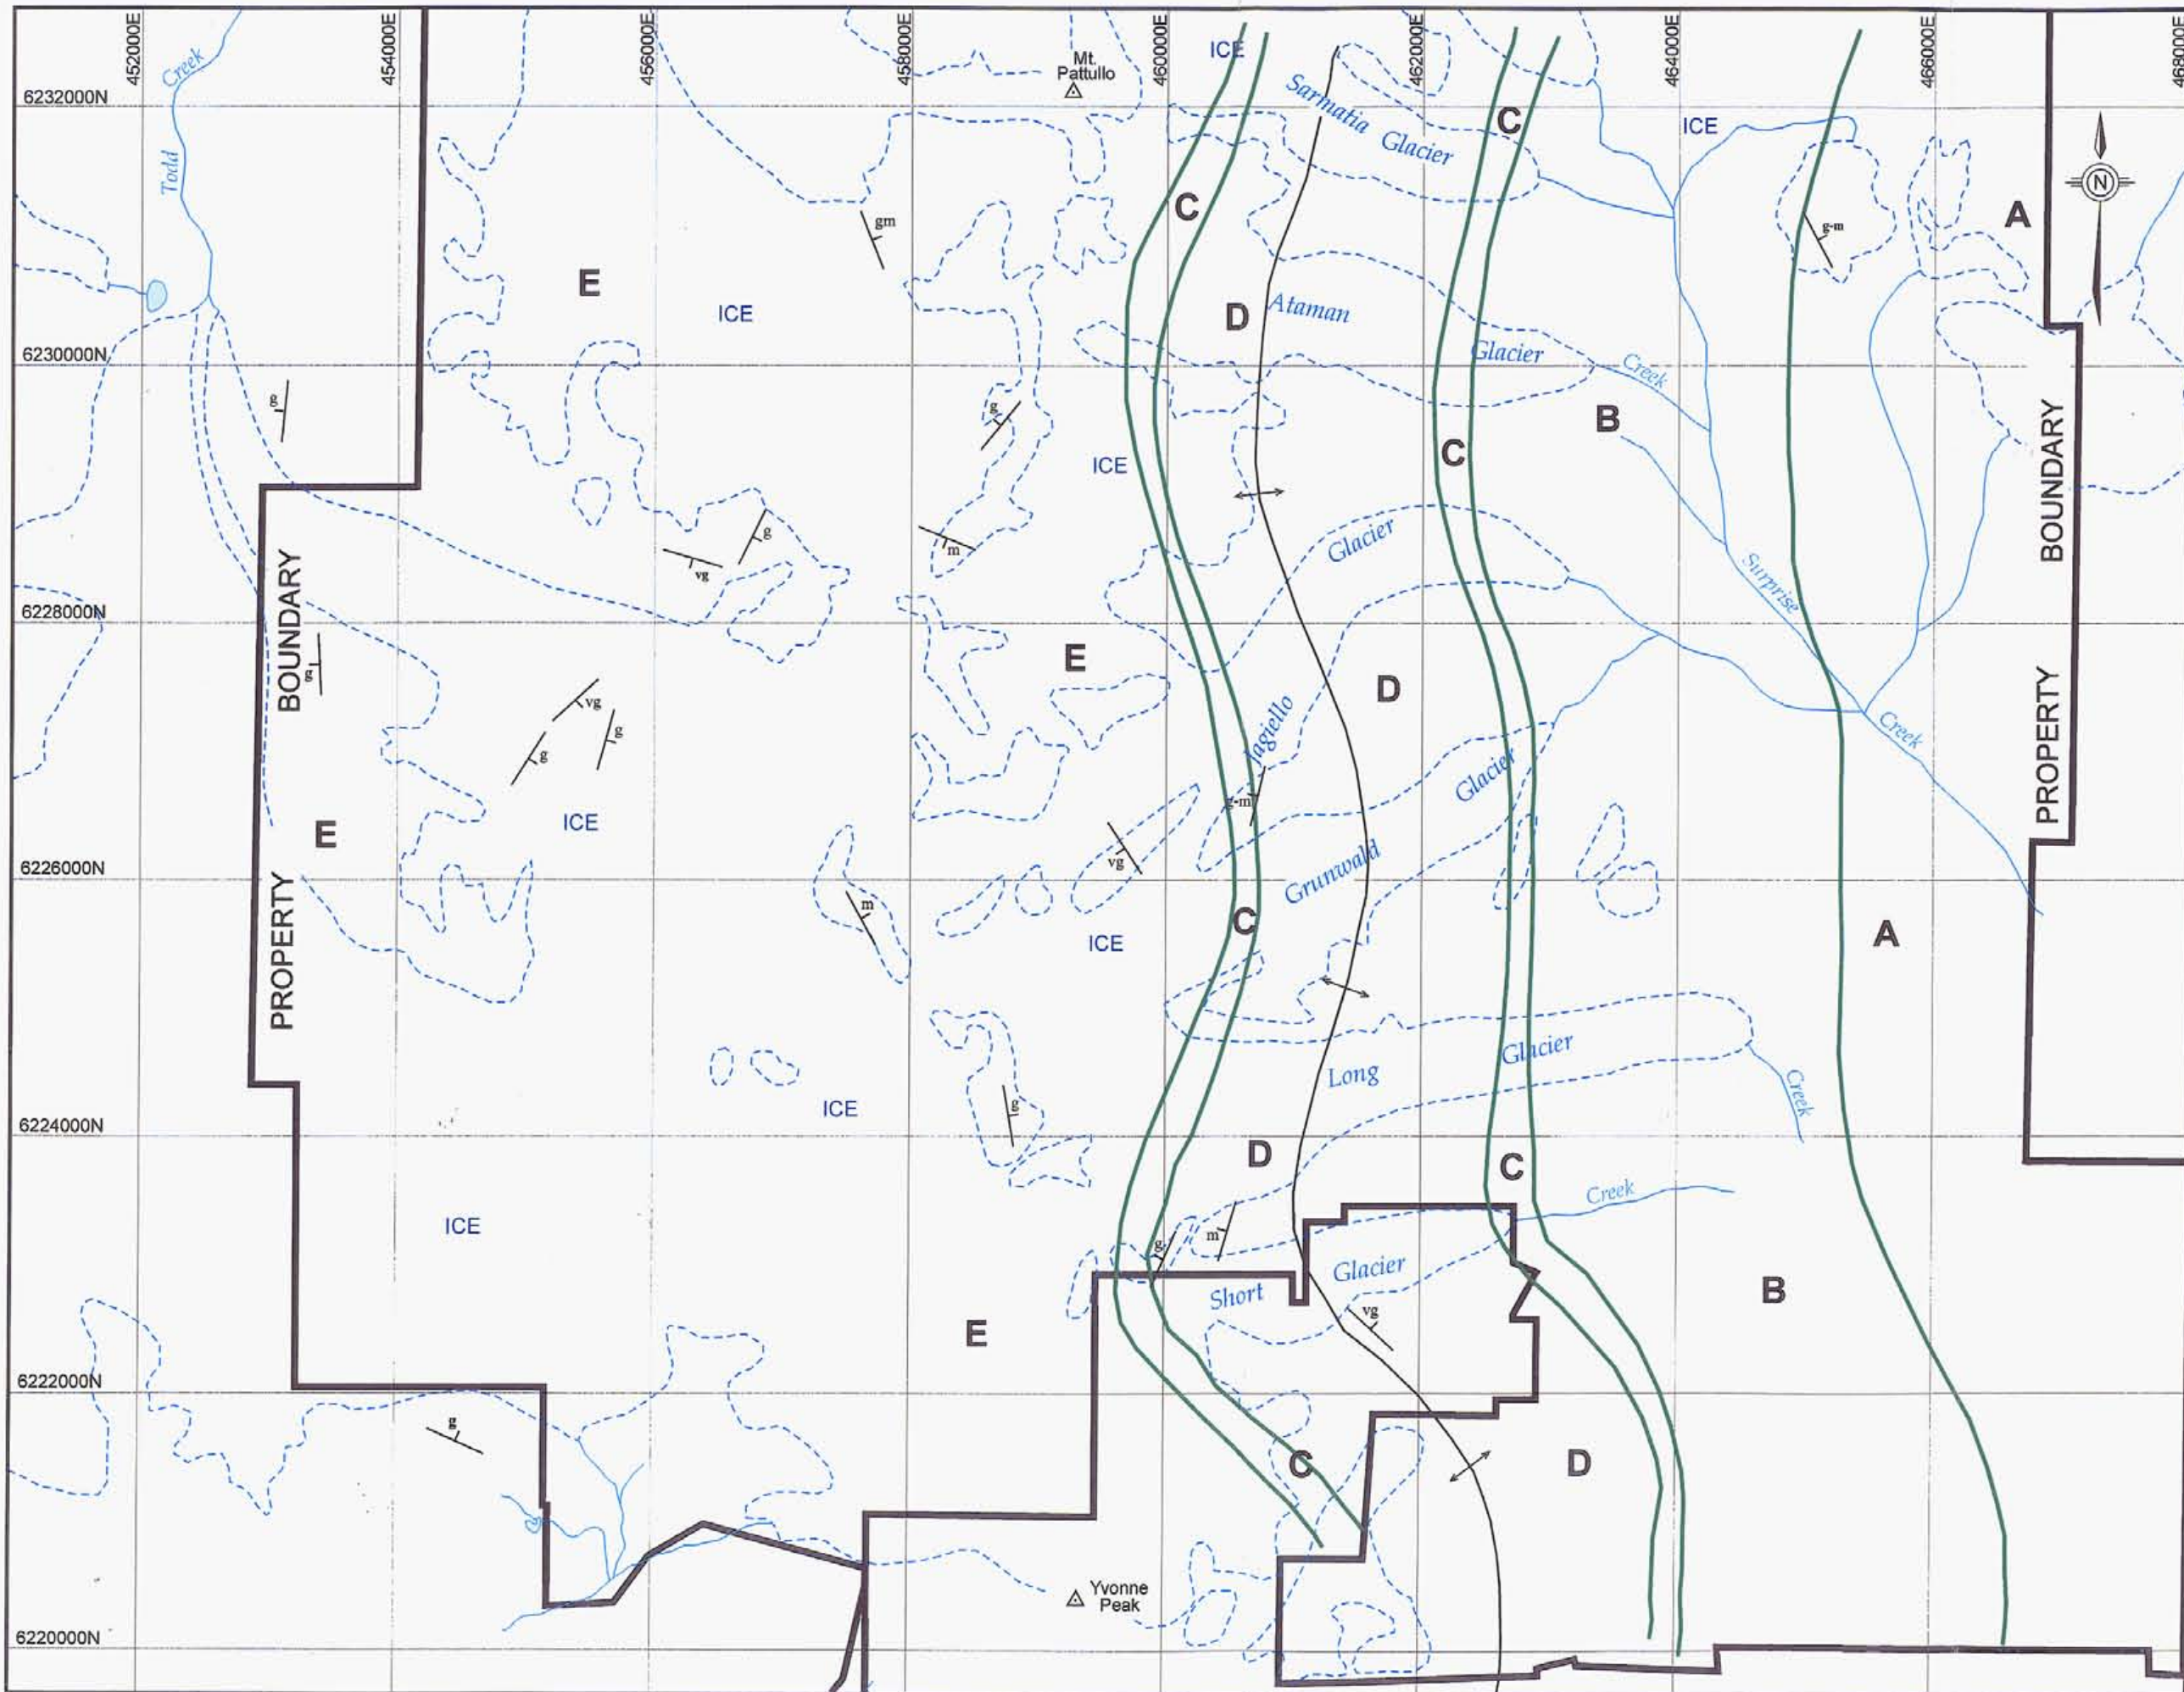 452000E
454000E
456000E
458000E
460000E
462000E
464000E
466000E
468000E
Creek
Todd
Mt.
Pattullo
ICE
6232000N
Sarmatia
Glacier
C
ICE
N
C
A
gm
g-m
E
ICE
D
Ataman
6230000N
Glacier
Creek
g
g
B
C
ICE
BOUNDARY
g
m
vg
Glacier
Surprise
6228000N
BOUNDARY
g
E
D
vg
g
g
Jagiello
Creek
PROPERTY
g-m
Glacier
E
ICE
vg
Grunwald
6226000N
m
C
ICE
A
PROPERTY
Glacier
Long
Creek
ICE
g
6224000N
D
C
Creek
ICE
m
g
Glacier
Short
B
vg
E
6222000N
g
C
D
Yvonne
Peak
6220000N